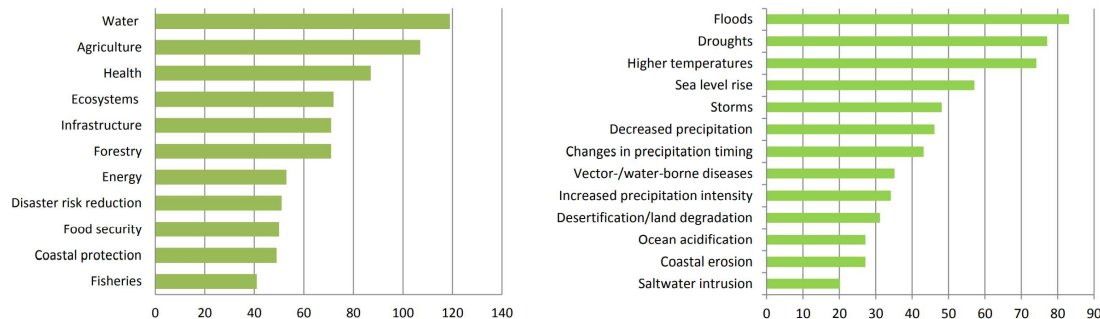 Water
Agriculture
Health
Ecosystems
Infrastructure
Forestry
Energy
Disaster risk reduction
Food security
Coastal protection
Fisheries
0 20 40 60 80 100 120 140
Floods
Droughts
Higher temperatures
Sea level rise
Storms
Decreased precipitation
Changes in precipitation timing
Vector-/water-borne diseases
Increased precipitation intensity
Desertification/land degradation
Ocean acidification
Coastal erosion
Saltwater intrusion
0 10 20 30 40 50 60 70 80 90